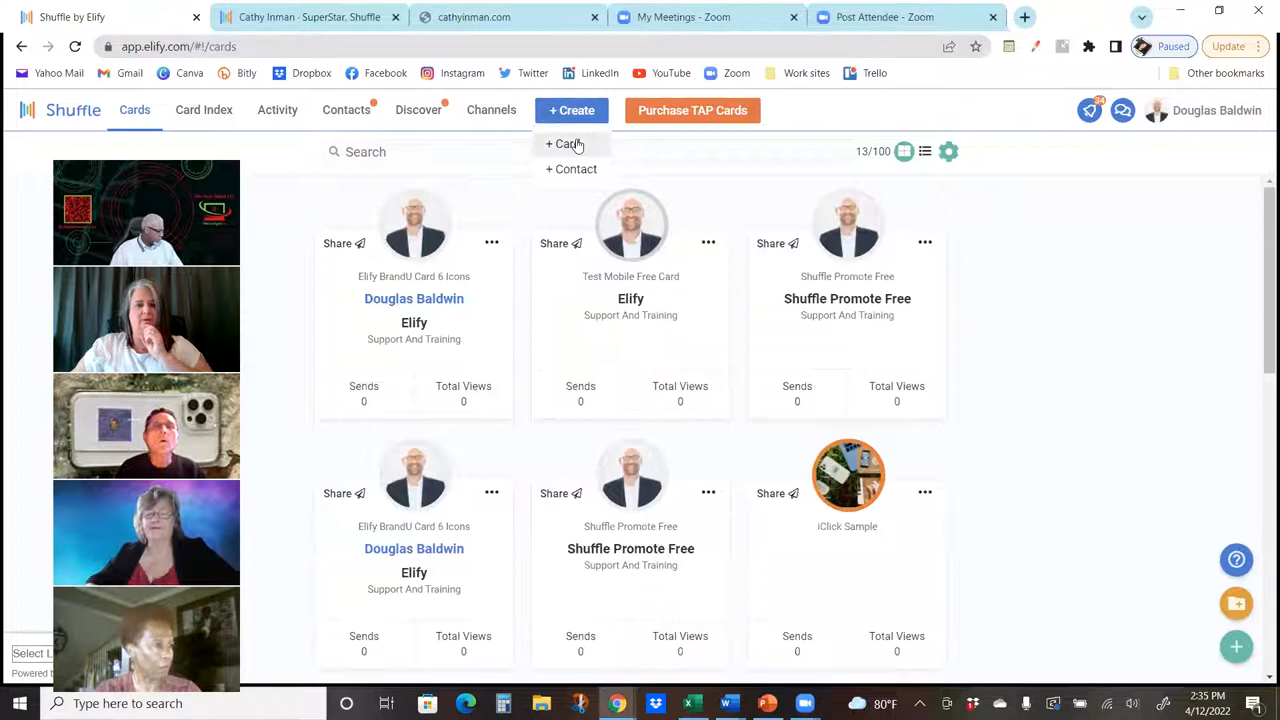 Shuffle by Elify
Cathy Inman - SuperStar, Shuffle
cathyinman.com
My Meetings - Zoom
Post Attendee - Zoom
app.elify.com/#!/cards
Paused
Update
Yahoo Mail
Gmail
Canva
Bitly
Dropbox
Facebook
Instagram
Twitter
LinkedIn
YouTube
Zoom
Work sites
Trello
Other bookmarks
Shuffle
Cards
Card Index
Activity
Contacts
Discover
Channels
+ Create
Purchase TAP Cards
34
Douglas Baldwin
+ Card
+ Contact
Search
13/100
Share
Elify BrandU Card 6 Icons
Douglas Baldwin
Elify
Support And Training
Sends
0
Total Views
0
Share
Test Mobile Free Card
Elify
Support And Training
Sends
0
Total Views
0
Share
Shuffle Promote Free
Shuffle Promote Free
Support And Training
Sends
0
Total Views
0
Share
Elify BrandU Card 6 Icons
Douglas Baldwin
Elify
Support And Training
Sends
0
Total Views
0
Share
Shuffle Promote Free
Shuffle Promote Free
Support And Training
Sends
0
Total Views
0
Share
iClick Sample
Sends
0
Total Views
0
Select L
Powered b
Type here to search
80°F
2:35 PM
4/12/2022